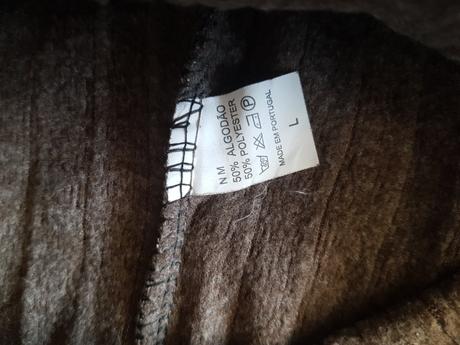 N M
50% ALGODÃO
50% POLYESTER
P
MADE EM PORTUGAL
L